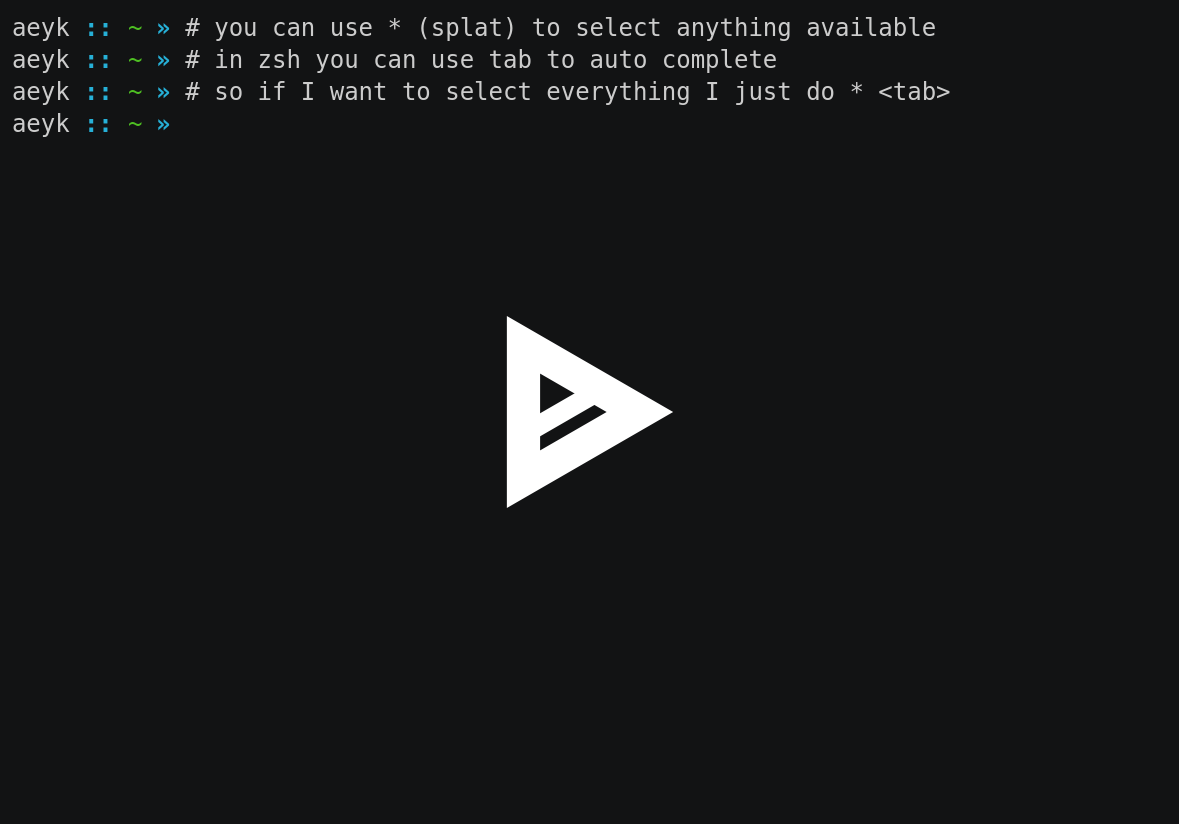 aeyk :: ~ » # you can use * (splat) to select anything available
aeyk :: ~ » # in zsh you can use tab to auto complete
aeyk :: ~ » # so if I want to select everything I just do * <tab>
aeyk :: ~ »